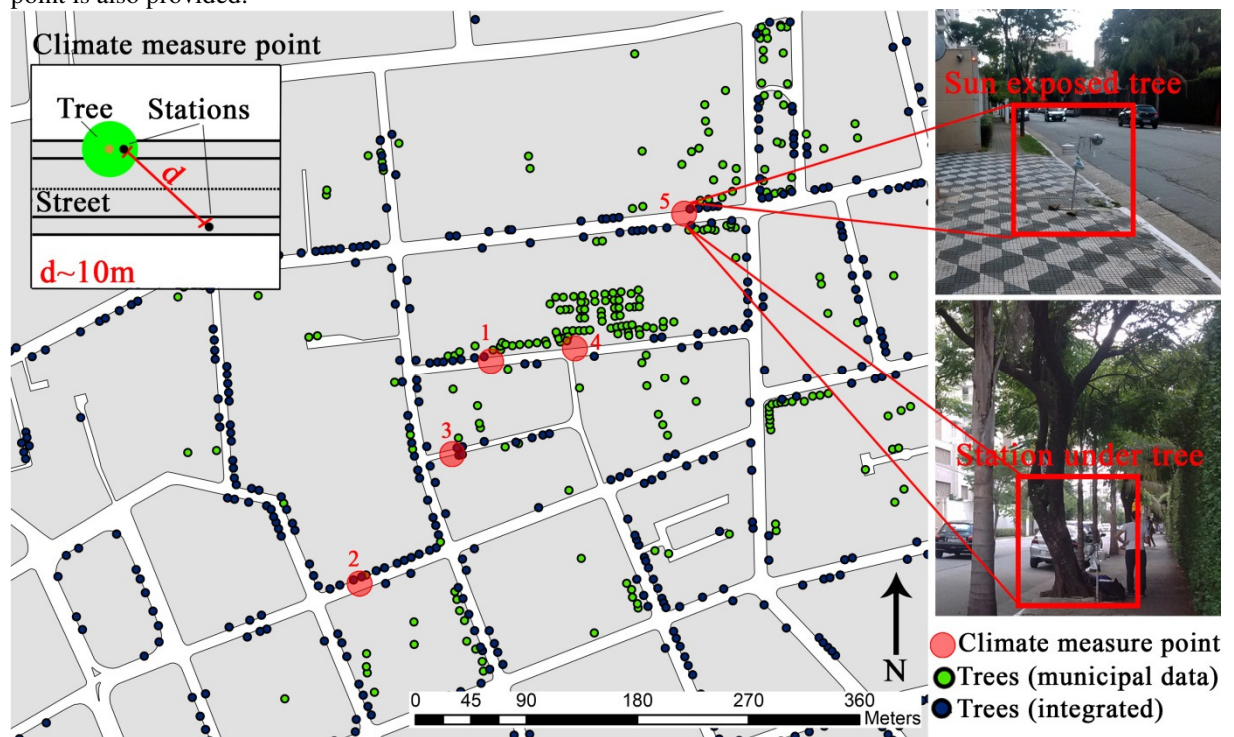 point is also provided.
Climate measure point
Tree
Stations
d
Street
d~10m
Sun exposed tree
5
1
4
3
Station under tree
2
N
0 45 90 180 270 360
Meters
Climate measure point
Trees (municipal data)
Trees (integrated)